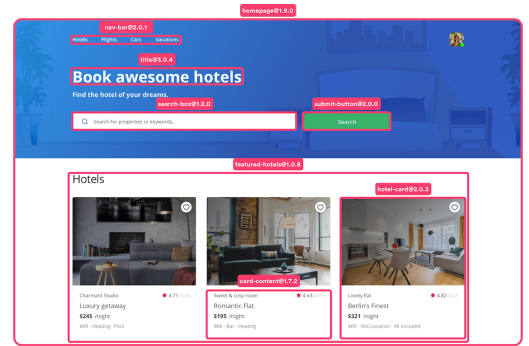 homepage@1.9.0
nav-bar@2.0.1
Hotels Flights Cars Vacations
title@3.0.4
Book awesome hotels
Find the hotel of your dreams.
search-box@1.2.0 submit-button@2.0.0
Search for properties or keywords.. Search
featured-hotels@1.0.8
Hotels
hotel-card@2.0.3
card-content@1.7.2
Charmant Studio 4.71 Sweet & cosy room 4.63 Lovely flat 4.82
Luxury getaway Romantic Flat Berlin's Finest
$245 /night $195 /night $321 /night
Wifi · Heating · Pool Wifi · Bar · Heating Wifi · Hot Location · All included